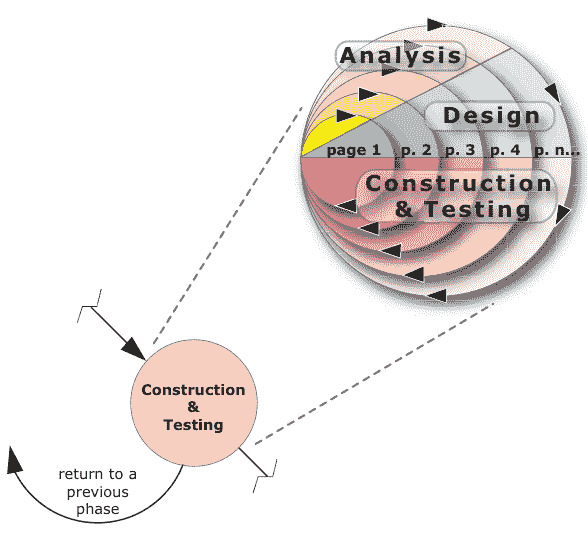 Analysis
Design
page 1 p. 2 p. 3 p. 4 p. n...
Construction
& Testing
Construction
&
Testing
return to a
previous
phase